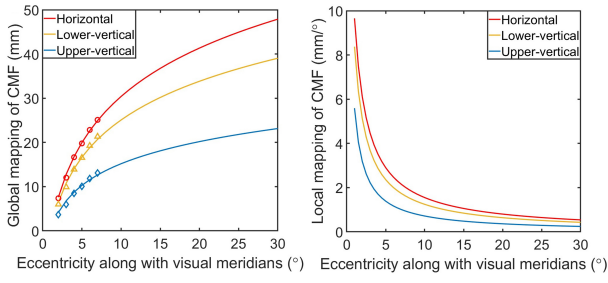 50
40
30
20
10
0
Global mapping of CMF (mm)
Horizontal
Lower-vertical
Upper-vertical
0 5 10 15 20 25 30
Eccentricity along with visual meridians (°)
10
8
6
4
2
0
Local mapping of CMF (mm/°)
Horizontal
Lower-vertical
Upper-vertical
0 5 10 15 20 25 30
Eccentricity along with visual meridians (°)